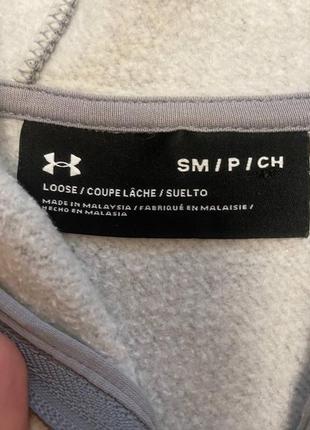 SM / P / CH
LOOSE / COUPE LÂCHE / SUELTO
MADE IN MALAYSIA / FABRIQUÉ EN MALAISIE /
HECHO EN MALASIA